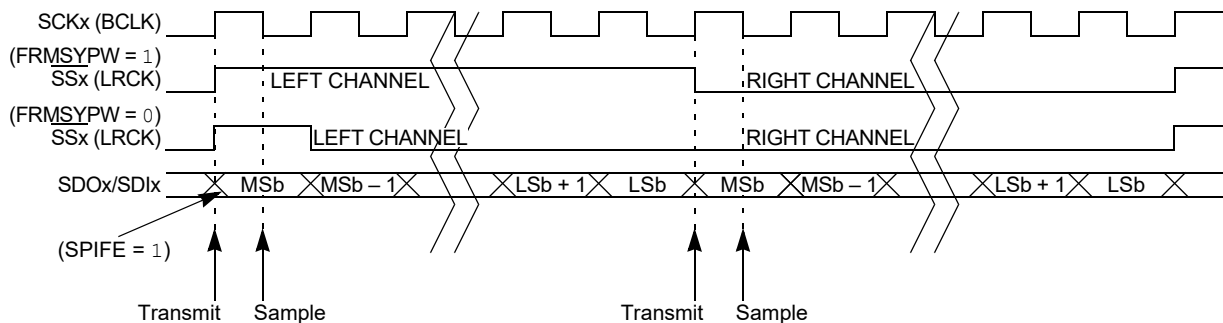 SCKx (BCLK)
(FRMSYPW = 1)
SSx (LRCK)
LEFT CHANNEL
RIGHT CHANNEL
(FRMSYPW = 0)
SSx (LRCK)
LEFT CHANNEL
RIGHT CHANNEL
SDOx/SDIx
MSb
MSb – 1
LSb + 1
LSb
MSb
MSb – 1
LSb + 1
LSb
(SPIFE = 1)
Transmit
Sample
Transmit
Sample